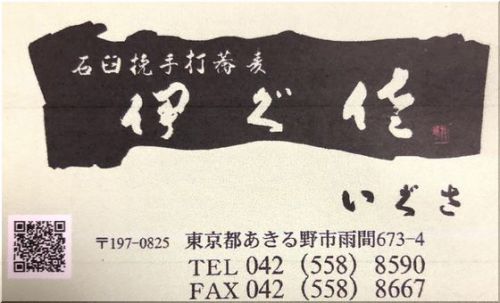 石臼挽手打蕎麦
伊ぐ佐
いぐさ
〒197-0825 東京都あきる野市雨間673-4
TEL 042 (558) 8590
FAX 042 (558) 8667